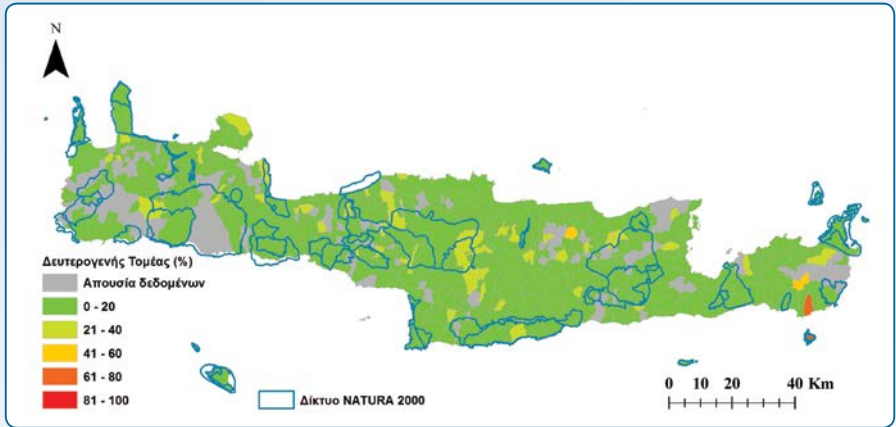 N
Δευτερογενής Τομέας (%)
Απουσία δεδομένων
0 - 20
21 - 40
41 - 60
61 - 80
81 - 100
Δίκτυο NATURA 2000
0 10 20 40 Km